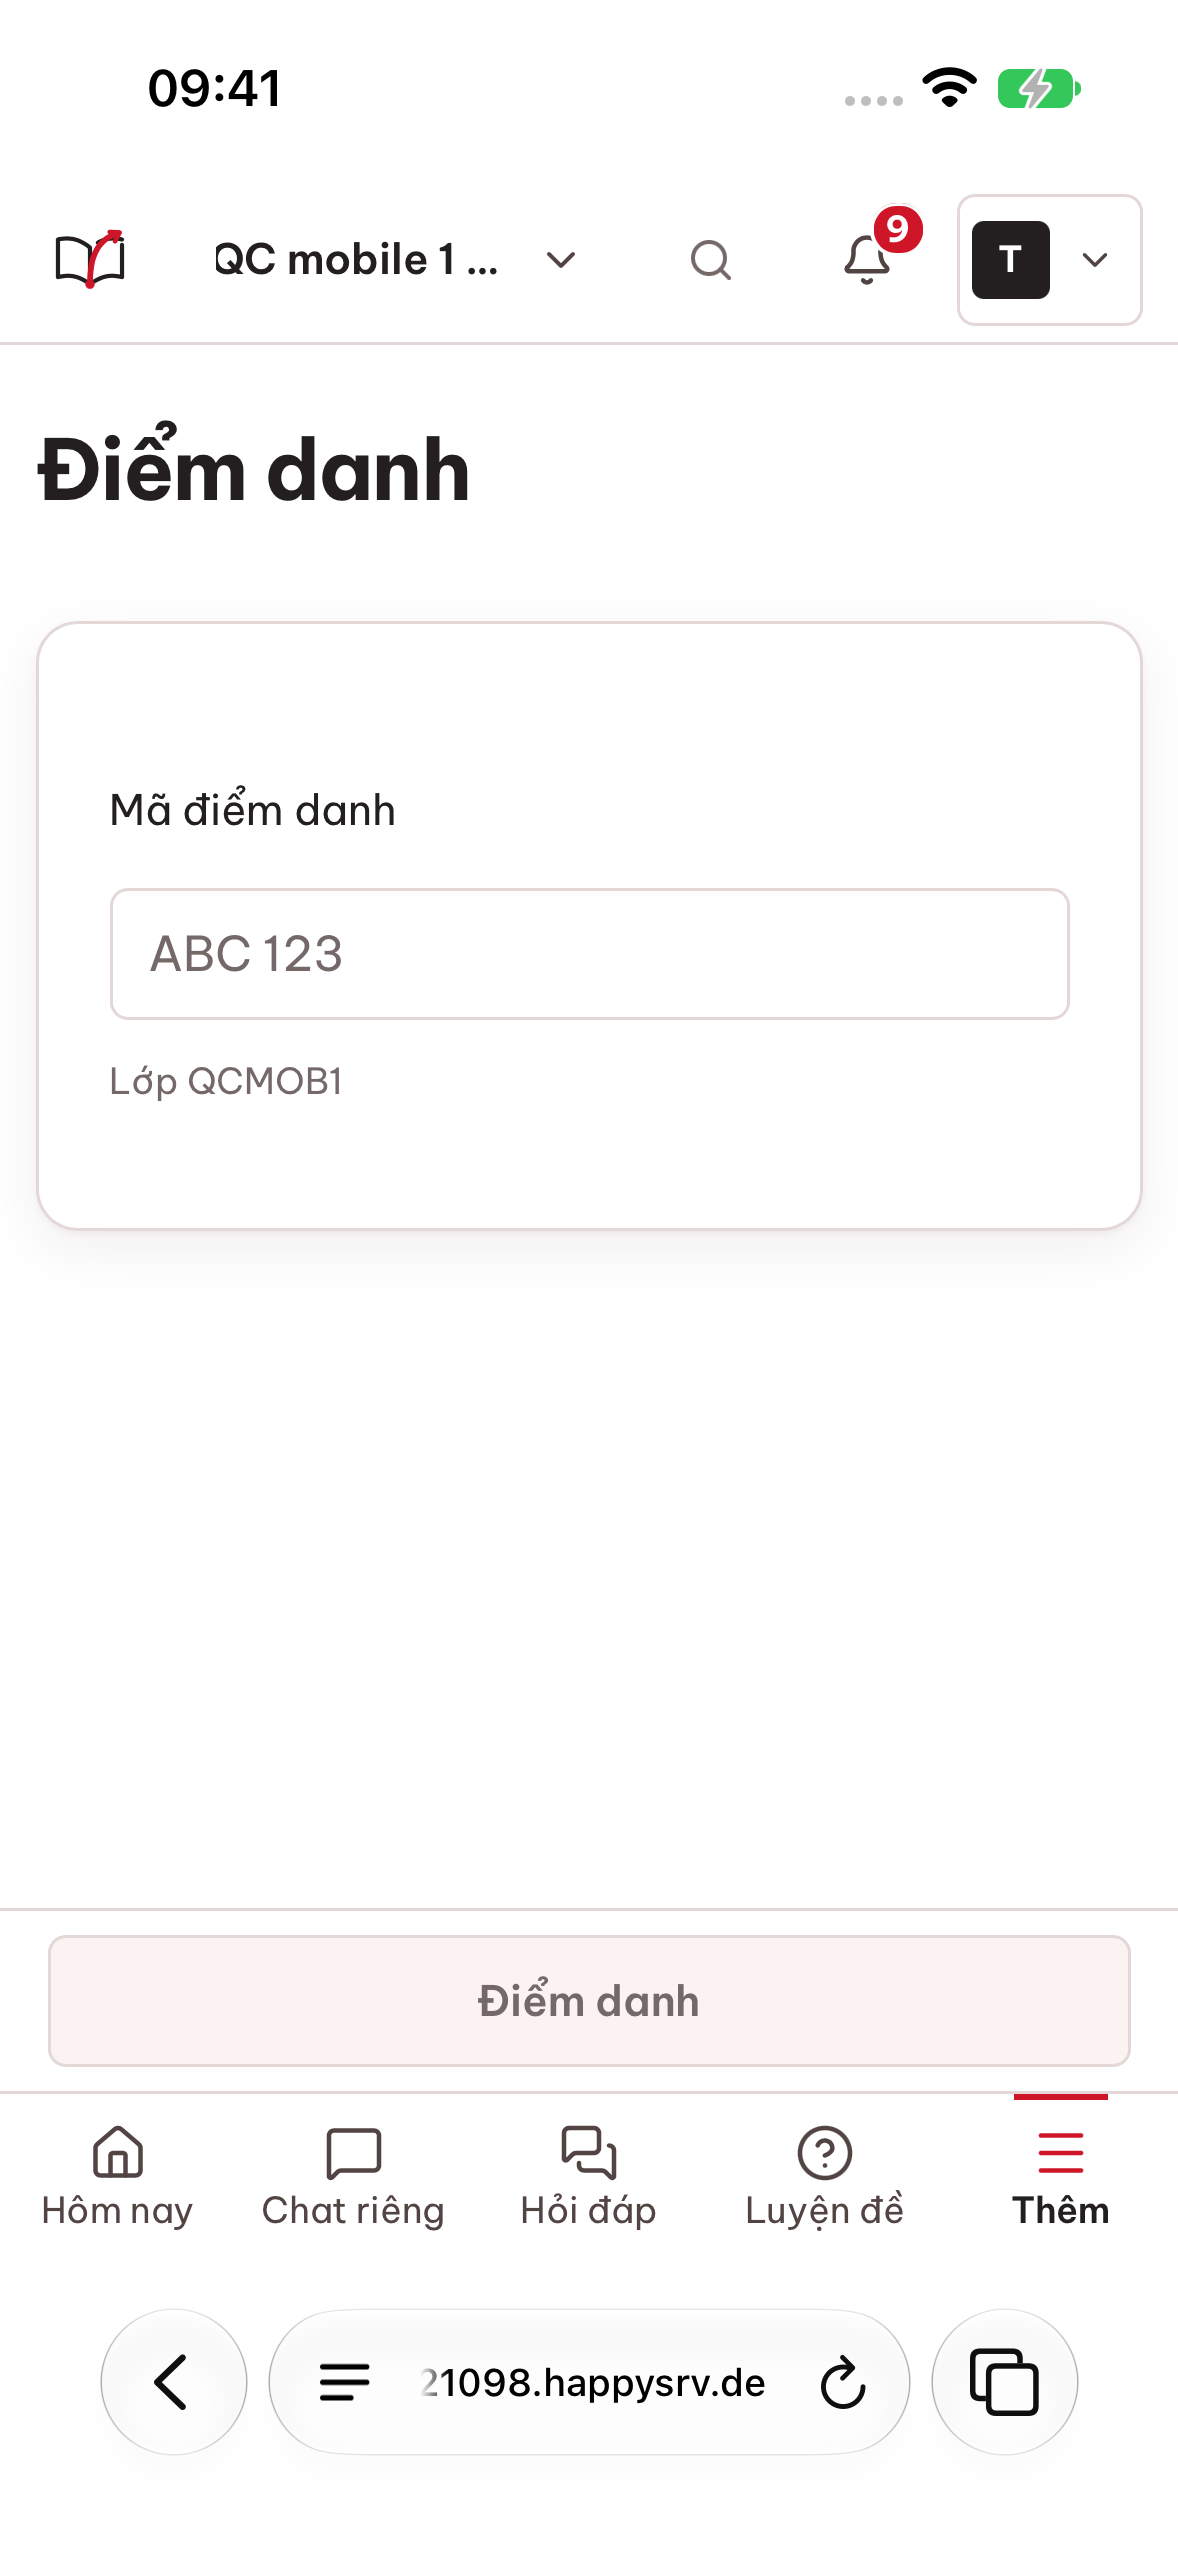 09:41
QC mobile 1 ...
9
T
Điểm danh
Mã điểm danh
ABC 123
Lớp QCMOB1
Điểm danh
Hôm nay
Chat riêng
Hỏi đáp
Luyện đề
Thêm
21098.happysrv.de